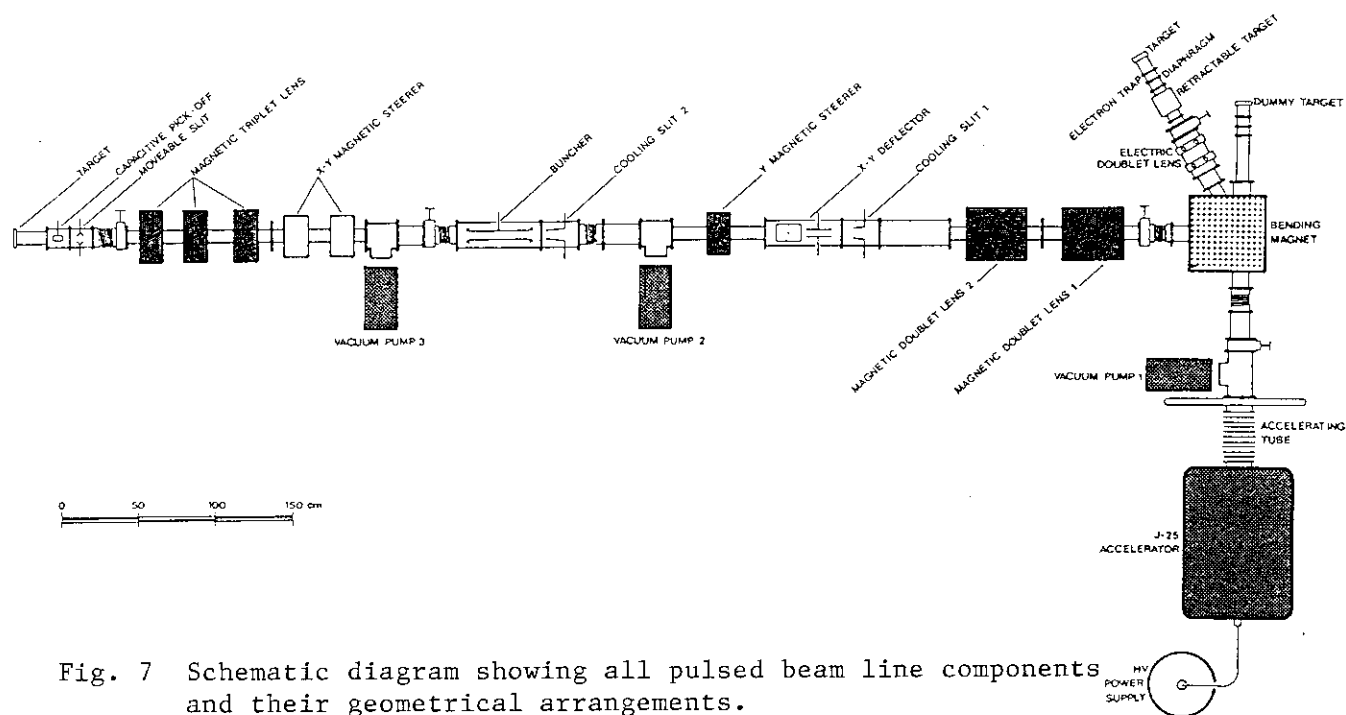 TARGET
CAPACITIVE PICK-OFF
MOVEABLE SLIT
MAGNETIC TRIPLET LENS
X-Y MAGNETIC STEERER
BUNCHER
COOLING SLIT 2
Y MAGNETIC STEERER
X-Y DEFLECTOR
COOLING SLIT 1
ELECTRON TRAP
TARGET
DIAPHRAGM
RETRACTABLE TARGET
DUMMY TARGET
ELECTRIC
DOUBLET LENS
BENDING
MAGNET
VACUUM PUMP 3
VACUUM PUMP 2
MAGNETIC DOUBLET LENS 2
MAGNETIC DOUBLET LENS 1
VACUUM PUMP 1
ACCELERATING
TUBE
0 50 100 150 cm
J-25
ACCELERATOR
HV
POWER
SUPPLY
Fig. 7 Schematic diagram showing all pulsed beam line components
and their geometrical arrangements.